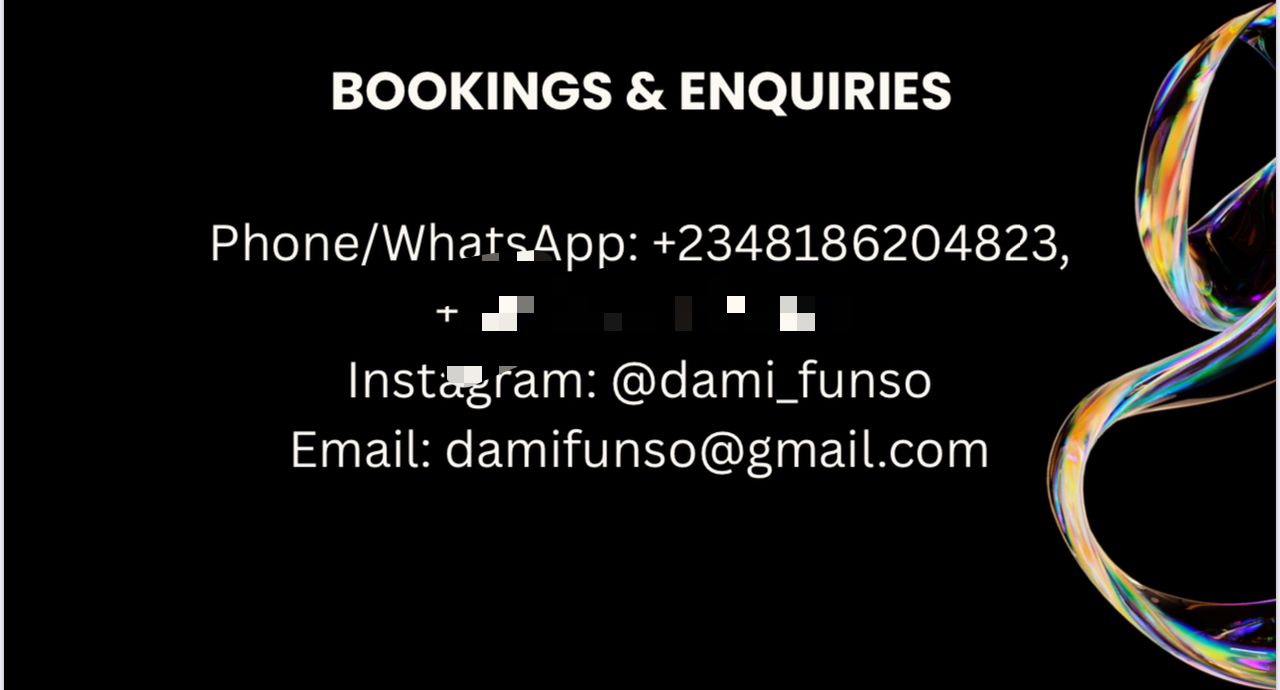 BOOKINGS & ENQUIRIES
Phone/WhatsApp: +2348186204823,
+
Instagram: @dami_funso
Email: damifunso@gmail.com